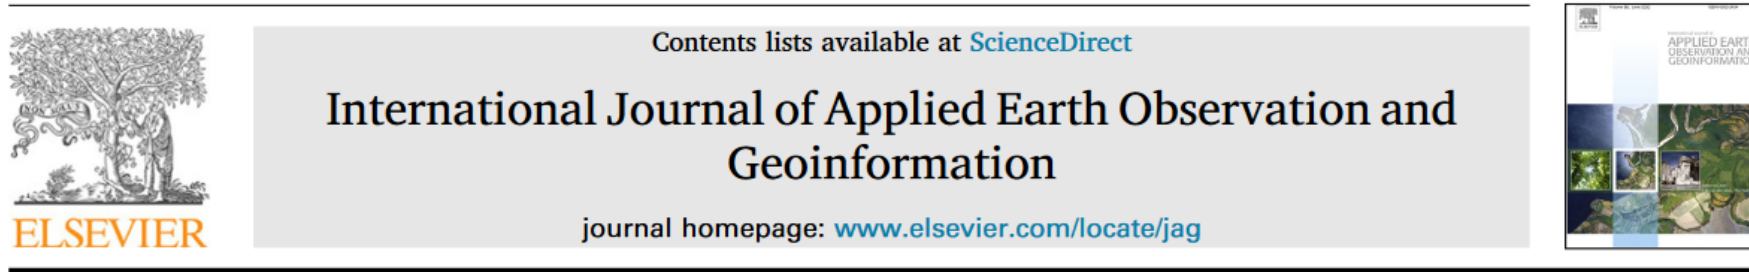 Contents lists available at ScienceDirect
International Journal of Applied Earth Observation and
Geoinformation
journal homepage: www.elsevier.com/locate/jag
ELSEVIER
APPLIED EART
OBSERVATION AN
GEOINFORMATIO